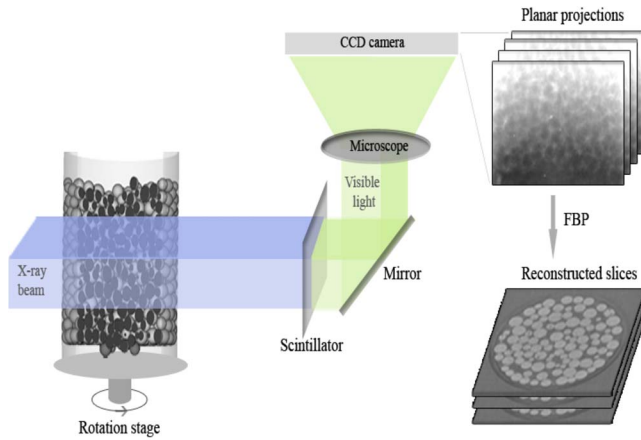 Planar projections
CCD camera
Microscope
Visible
light
FBP
X-ray
beam
Mirror
Reconstructed slices
Scintillator
Rotation stage